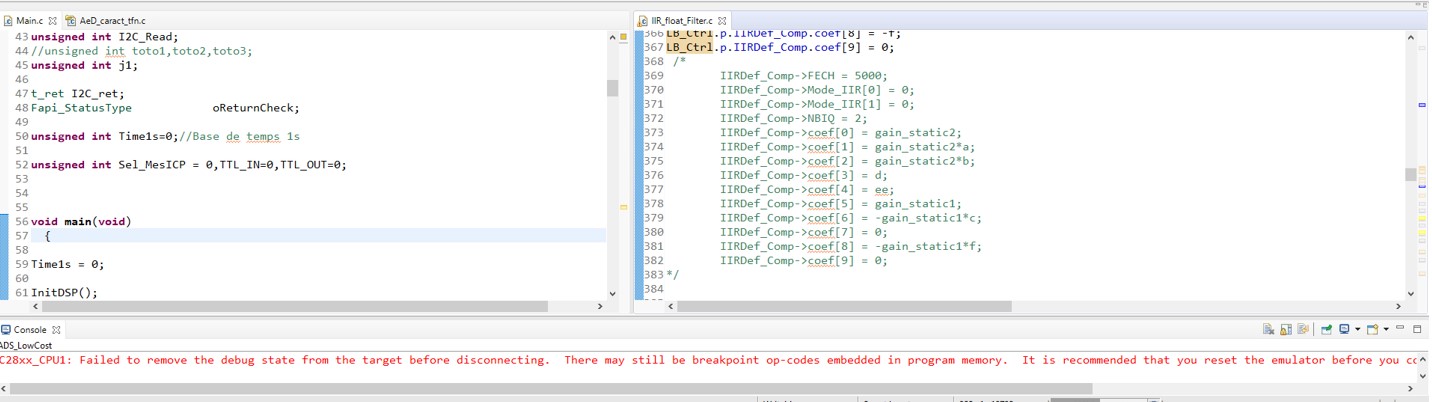 Main.c AeD_caract_tfn.c
43 unsigned int I2C_Read;
44 //unsigned int toto1,toto2,toto3;
45 unsigned int j1;
46
47 t_ret I2C_ret;
48 Fapi_StatusType oReturnCheck;
49
50 unsigned int Time1s=0;//Base de temps 1s
51
52 unsigned int Sel_MesICP = 0,TTL_IN=0,TTL_OUT=0;
53
54
55
56 void main(void)
57 {
58
59 Time1s = 0;
60
61 InitDSP();
IIR_float_Filter.c
366 LB_Ctrl.p.IIRDef_Comp.coef[8] = -f;
367 LB_Ctrl.p.IIRDef_Comp.coef[9] = 0;
368 /*
369 IIRDef_Comp->FECH = 5000;
370 IIRDef_Comp->Mode_IIR[0] = 0;
371 IIRDef_Comp->Mode_IIR[1] = 0;
372 IIRDef_Comp->NBIQ = 2;
373 IIRDef_Comp->coef[0] = gain_static2;
374 IIRDef_Comp->coef[1] = gain_static2*a;
375 IIRDef_Comp->coef[2] = gain_static2*b;
376 IIRDef_Comp->coef[3] = d;
377 IIRDef_Comp->coef[4] = ee;
378 IIRDef_Comp->coef[5] = gain_static1;
379 IIRDef_Comp->coef[6] = -gain_static1*c;
380 IIRDef_Comp->coef[7] = 0;
381 IIRDef_Comp->coef[8] = -gain_static1*f;
382 IIRDef_Comp->coef[9] = 0;
383 */
384
Console
ADS_LowCost
C28xx_CPU1: Failed to remove the debug state from the target before disconnecting. There may still be breakpoint op-codes embedded in program memory. It is recommended that you reset the emulator before you